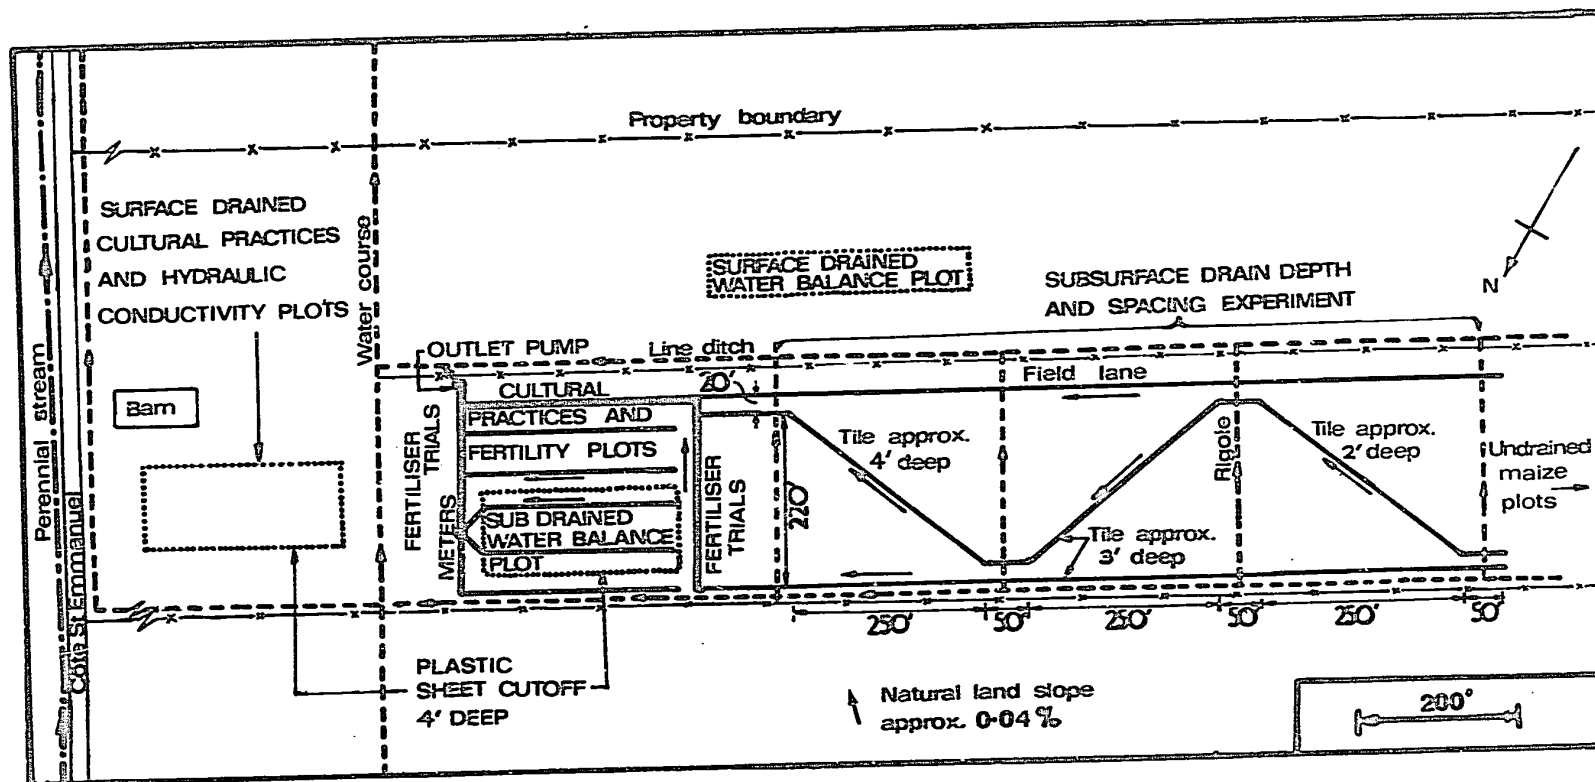 Property boundary
SURFACE DRAINED
CULTURAL PRACTICES
AND HYDRAULIC
CONDUCTIVITY PLOTS
Water course
Perennial stream
Cote St. Emmanuel
Barn
SURFACE DRAINED
WATER BALANCE PLOT
SUBSURFACE DRAIN DEPTH
AND SPACING EXPERIMENT
N
OUTLET PUMP
Line ditch
Field lane
20'
CULTURAL
PRACTICES AND
FERTILITY PLOTS
SUB DRAINED
WATER BALANCE
PLOT
FERTILISER
TRIALS
METERS
FERTILISER
TRIALS
220'
Tile approx.
4' deep
Rigole
Tile approx.
2' deep
Undrained
maize
plots
Tile approx.
3' deep
250'
50'
250'
50'
250'
50'
PLASTIC
SHEET CUTOFF
4' DEEP
Natural land slope
approx. 0·04 %
200'